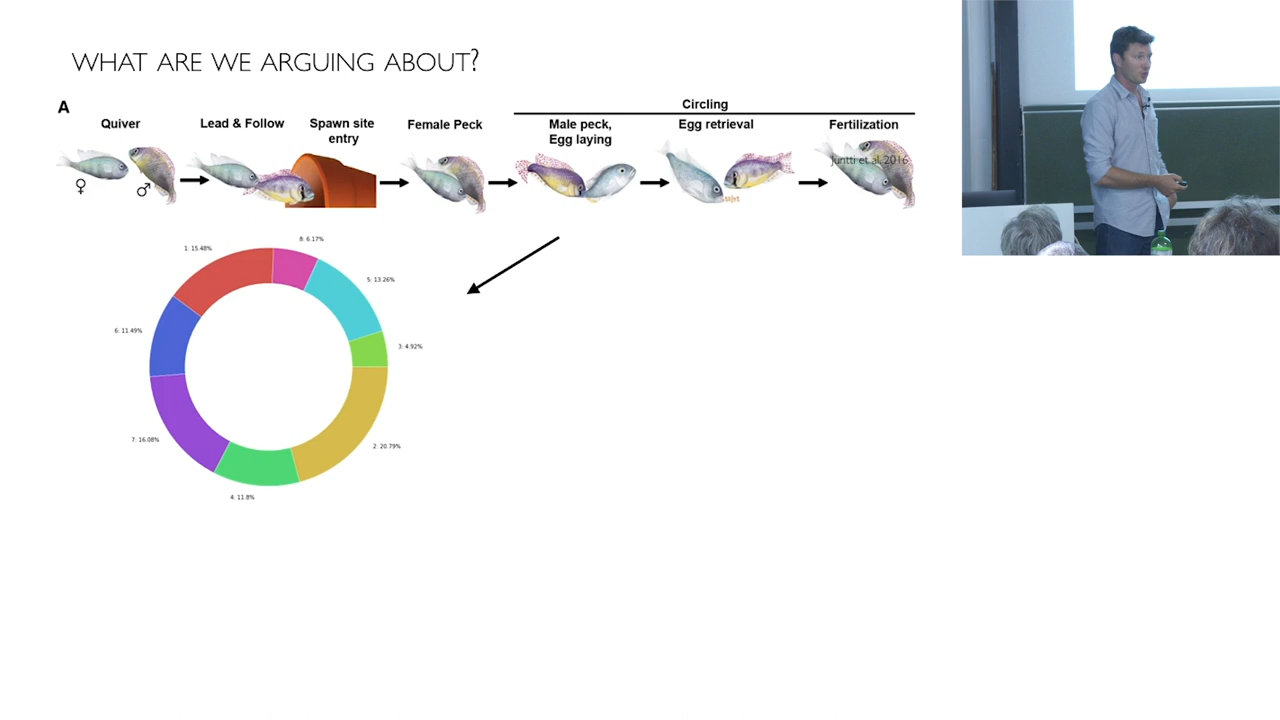 WHAT ARE WE ARGUING ABOUT?
A
Circling
Quiver
Lead & Follow
Spawn site
entry
Female Peck
Male peck,
Egg laying
Egg retrieval
Fertilization
Juntti et al. 2016
♀
♂
8: 6.17%
1: 15.48%
5: 13.26%
6: 11.49%
3: 4.92%
7: 16.08%
2: 20.79%
4: 11.8%